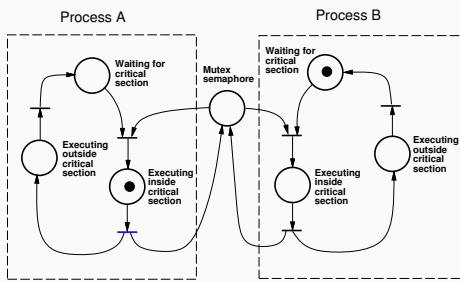 Process A
Process B
Waiting for
critical
section
Mutex
semaphore
Waiting for
critical
section
Executing
outside
critical
section
Executing
inside
critical
section
Executing
inside
critical
section
Executing
outside
critical
section